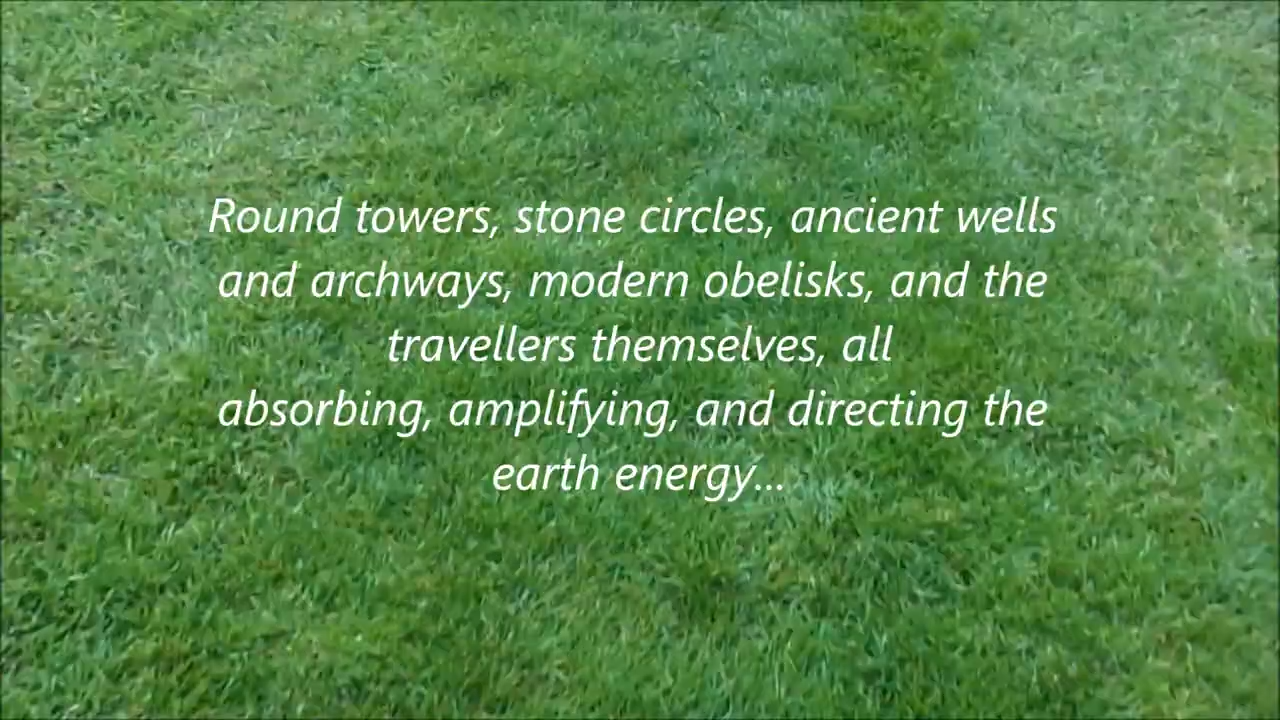 Round towers, stone circles, ancient wells
and archways, modern obelisks, and the
travellers themselves, all
absorbing, amplifying, and directing the
earth energy...